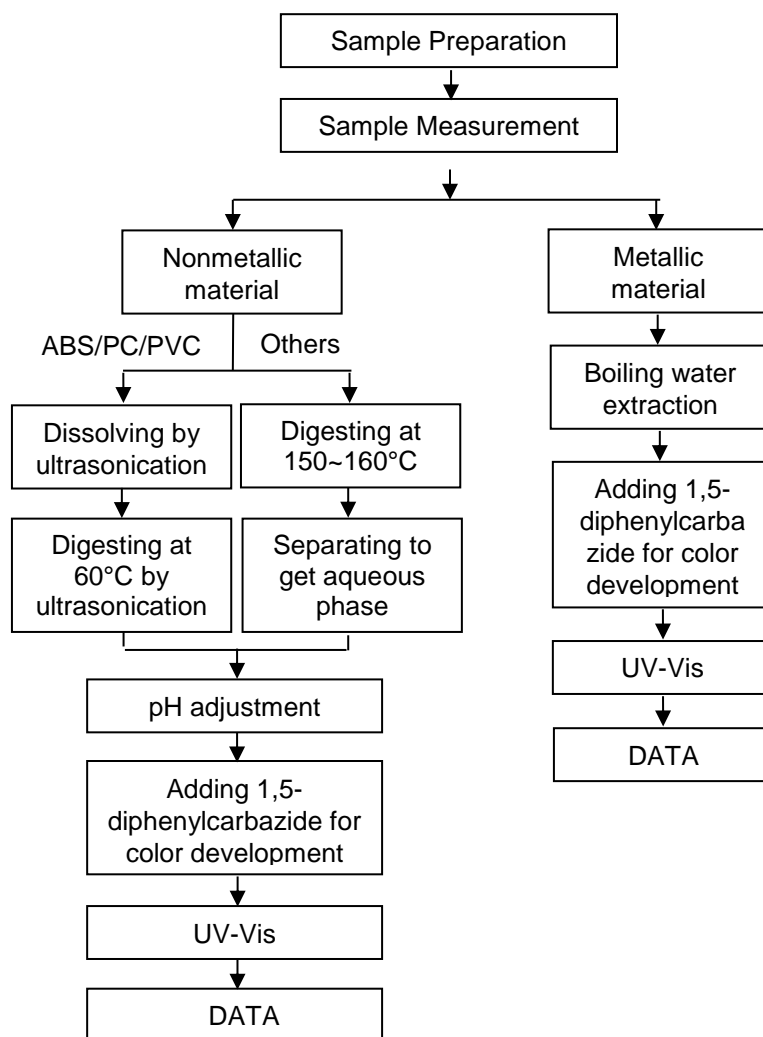 Sample Preparation
Sample Measurement
Nonmetallic
material
ABS/PC/PVC
Others
Dissolving by
ultrasonication
Digesting at
150~160°C
Digesting at
60°C by
ultrasonication
Separating to
get aqueous
phase
pH adjustment
Adding 1,5-
diphenylcarbazide for
color development
UV-Vis
DATA
Metallic
material
Boiling water
extraction
Adding 1,5-
diphenylcarba
zide for color
development
UV-Vis
DATA